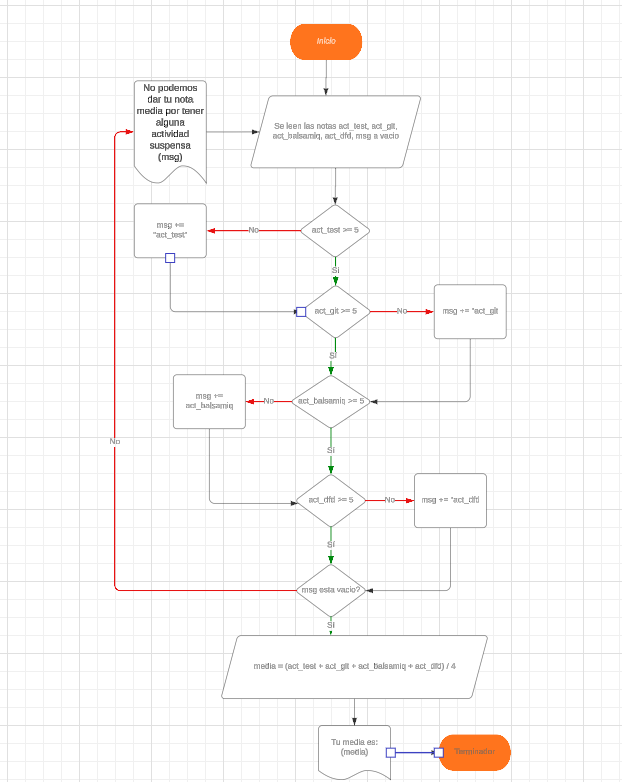 Inicio
No podemos
dar tu nota
media por tener
alguna
actividad
suspensa
(msg)
Se leen las notas act_test, act_git,
act_balsamiq, act_dfd, msg a vacio
msg +=
"act_test"
No
act_test >= 5
Si
act_git >= 5
No
msg += "act_git
Si
msg +=
act_balsamiq
No
act_balsamiq >= 5
No
Si
act_dfd >= 5
No
msg += "act_dfd
Si
msg esta vacio?
Si
media = (act_test + act_git + act_balsamiq + act_dfd) / 4
Tu media es:
(media)
Terminador